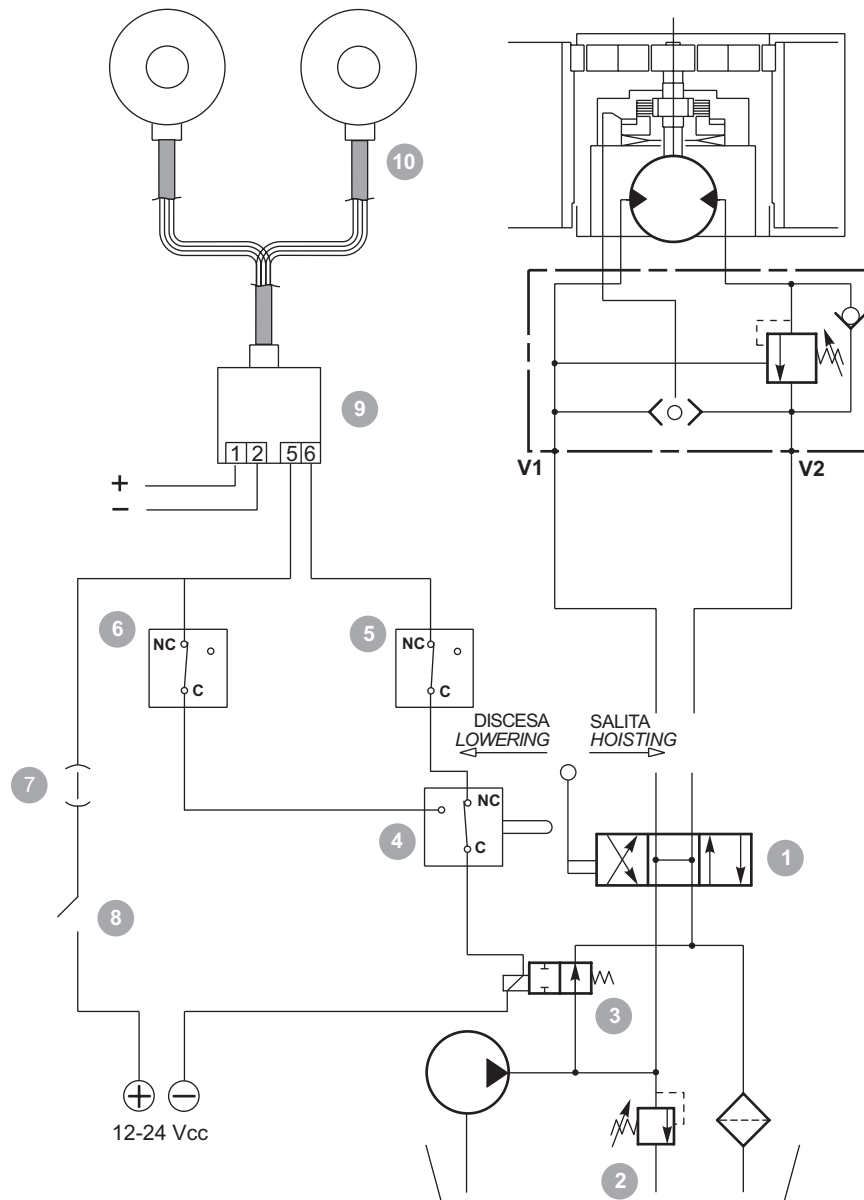 10
9
1 2 5 6
+
−
V1 V2
6 5
NC NC
C C
DISCESA SALITA
LOWERING HOISTING
7
NC
4
C
1
8
3
+ −
12-24 Vcc
2